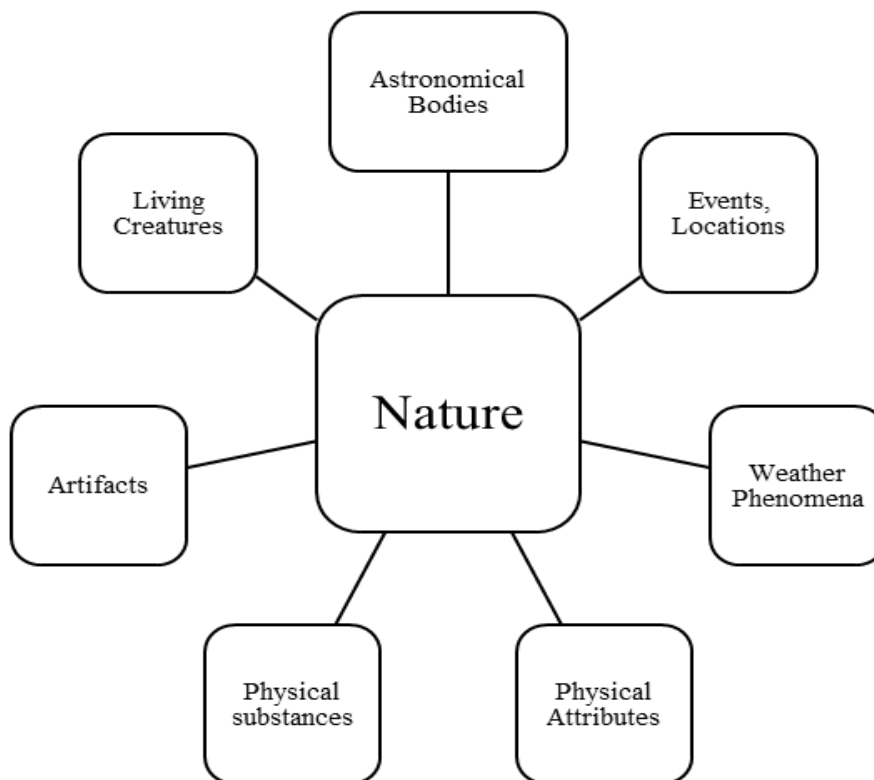 Astronomical
Bodies
Living
Creatures
Events,
Locations
Nature
Artifacts
Weather
Phenomena
Physical
substances
Physical
Attributes